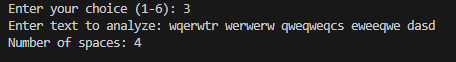 Enter your choice (1-6): 3
Enter text to analyze: wqerwtr werwerw qweqweqcs eweeqwe dasd
Number of spaces: 4